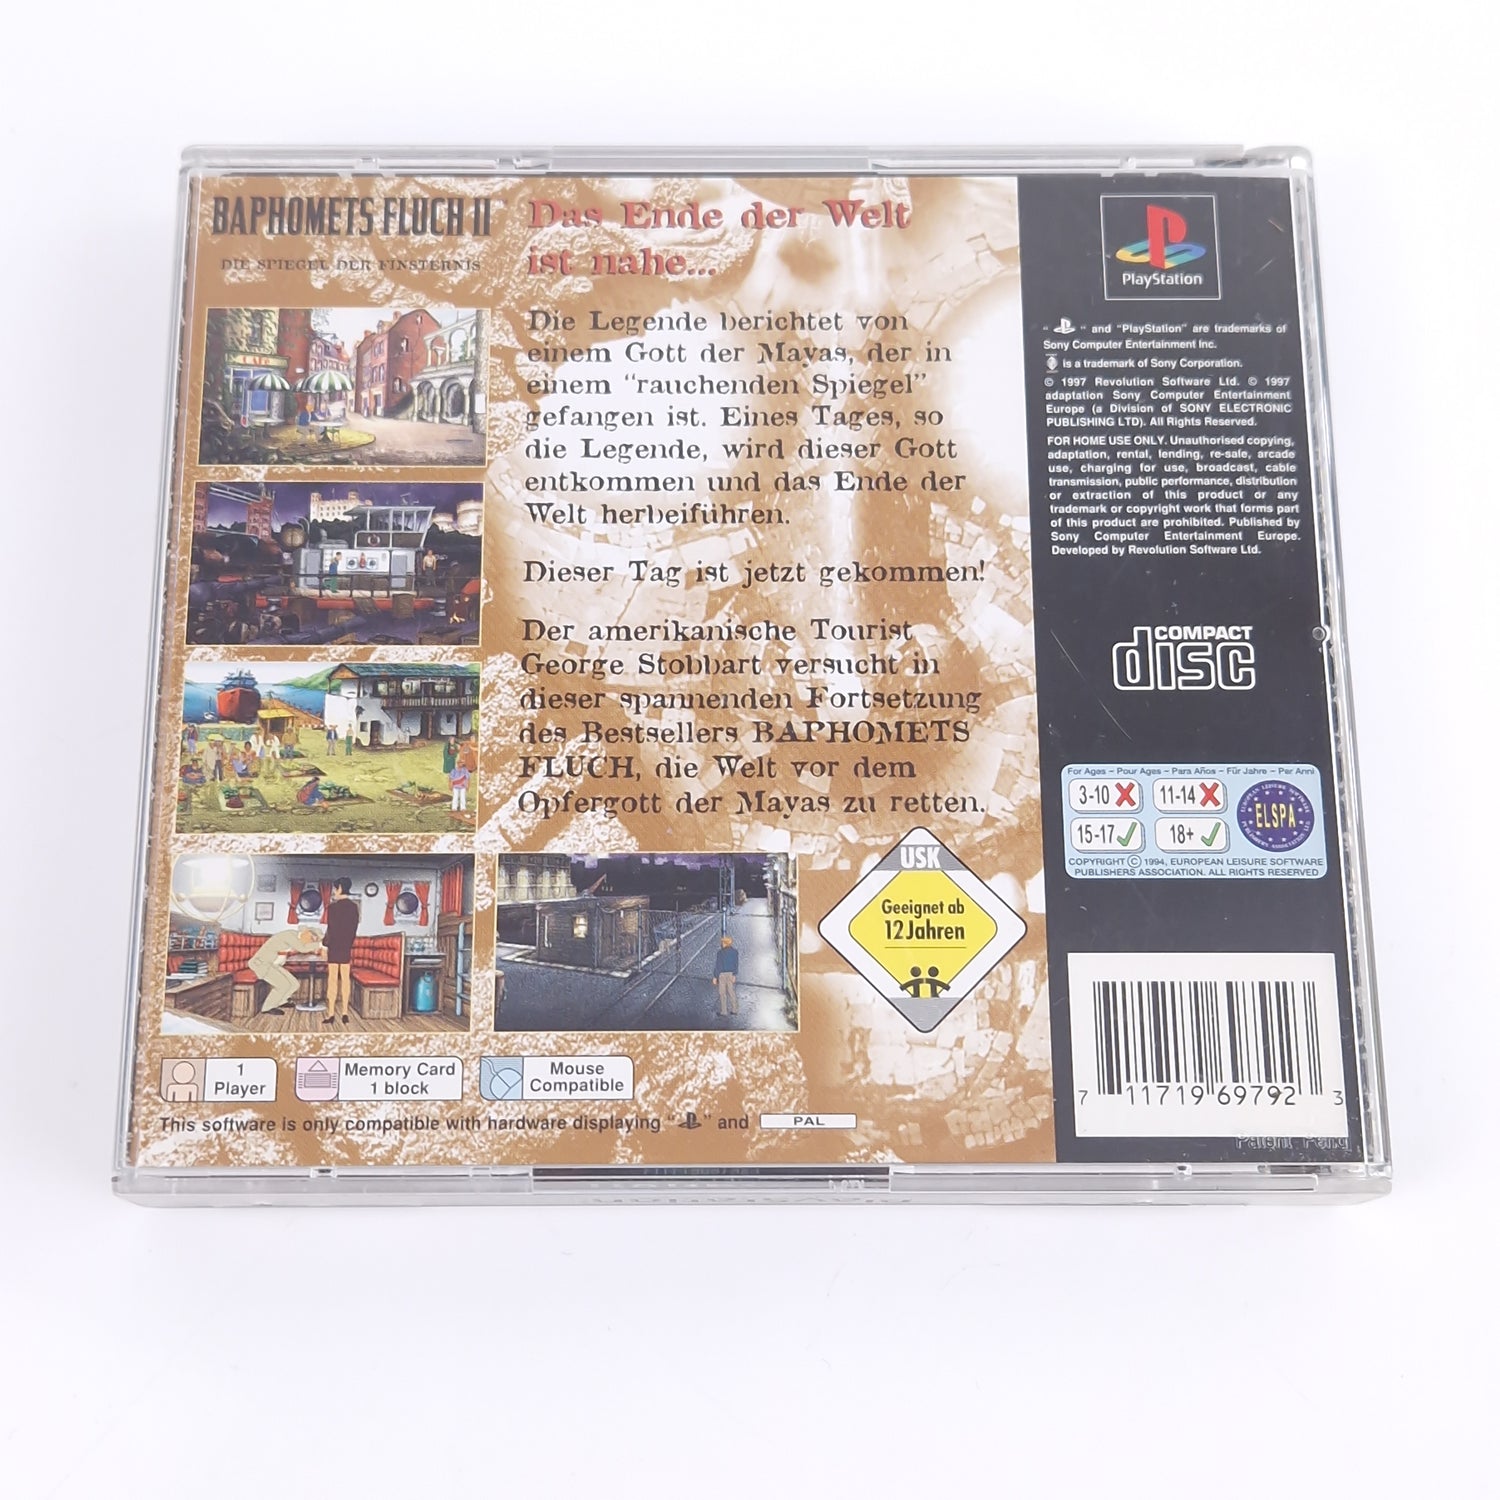 BAPHOMETS FLUCH II™
DIE SPIEGEL DER FINSTERNIS
Das Ende der Welt
ist nahe...
Die Legende berichtet von
einem Gott der Mayas, der in
einem “rauchenden Spiegel”
gefangen ist. Eines Tages, so
die Legende, wird dieser Gott
entkommen und das Ende der
Welt herbeiführen.
Dieser Tag ist jetzt gekommen!
Der amerikanische Tourist
George Stobbart versucht in
dieser spannenden Fortsetzung
des Bestsellers BAPHOMETS
FLUCH, die Welt vor dem
Opfergott der Mayas zu retten.
USK
Geeignet ab
12 Jahren
1
Player
Memory Card
1 block
Mouse
Compatible
This software is only compatible with hardware displaying “ ” and PAL
PlayStation
“ ” and “PlayStation” are trademarks of
Sony Computer Entertainment Inc.
is a trademark of Sony Corporation.
© 1997 Revolution Software Ltd. © 1997
adaptation Sony Computer Entertainment
Europe (a Division of SONY ELECTRONIC
PUBLISHING LTD). All Rights Reserved.
FOR HOME USE ONLY. Unauthorised copying,
adaptation, rental, lending, re-sale, arcade
use, charging for use, broadcast, cable
transmission, public performance, distribution
or extraction of this product or any
trademark or copyright work that forms part
of this product are prohibited. Published by
Sony Computer Entertainment Europe.
Developed by Revolution Software Ltd.
COMPACT
disc
For Ages – Pour Ages – Para Años – Für Jahre – Per Anni
3-10 11-14
15-17 18+
ELSPA
COPYRIGHT © 1994, EUROPEAN LEISURE SOFTWARE
PUBLISHERS ASSOCIATION. ALL RIGHTS RESERVED
7 11719 69792 3